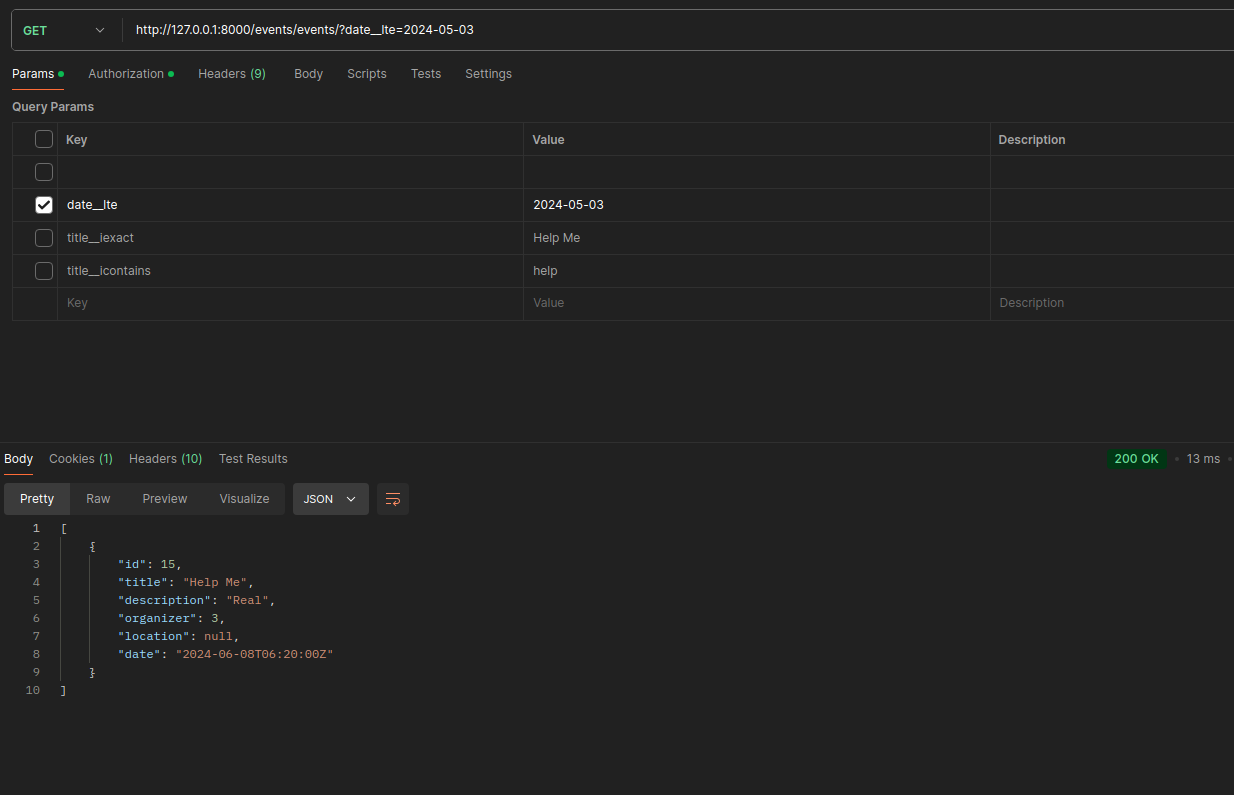 GET http://127.0.0.1:8000/events/events/?date__lte=2024-05-03
Params Authorization Headers (9) Body Scripts Tests Settings
Query Params
Key Value Description
date__lte 2024-05-03
title__iexact Help Me
title__icontains help
Key Value Description
Body Cookies (1) Headers (10) Test Results 200 OK 13 ms
Pretty Raw Preview Visualize JSON
1 [
2 {
3 "id": 15,
4 "title": "Help Me",
5 "description": "Real",
6 "organizer": 3,
7 "location": null,
8 "date": "2024-06-08T06:20:00Z"
9 }
10 ]